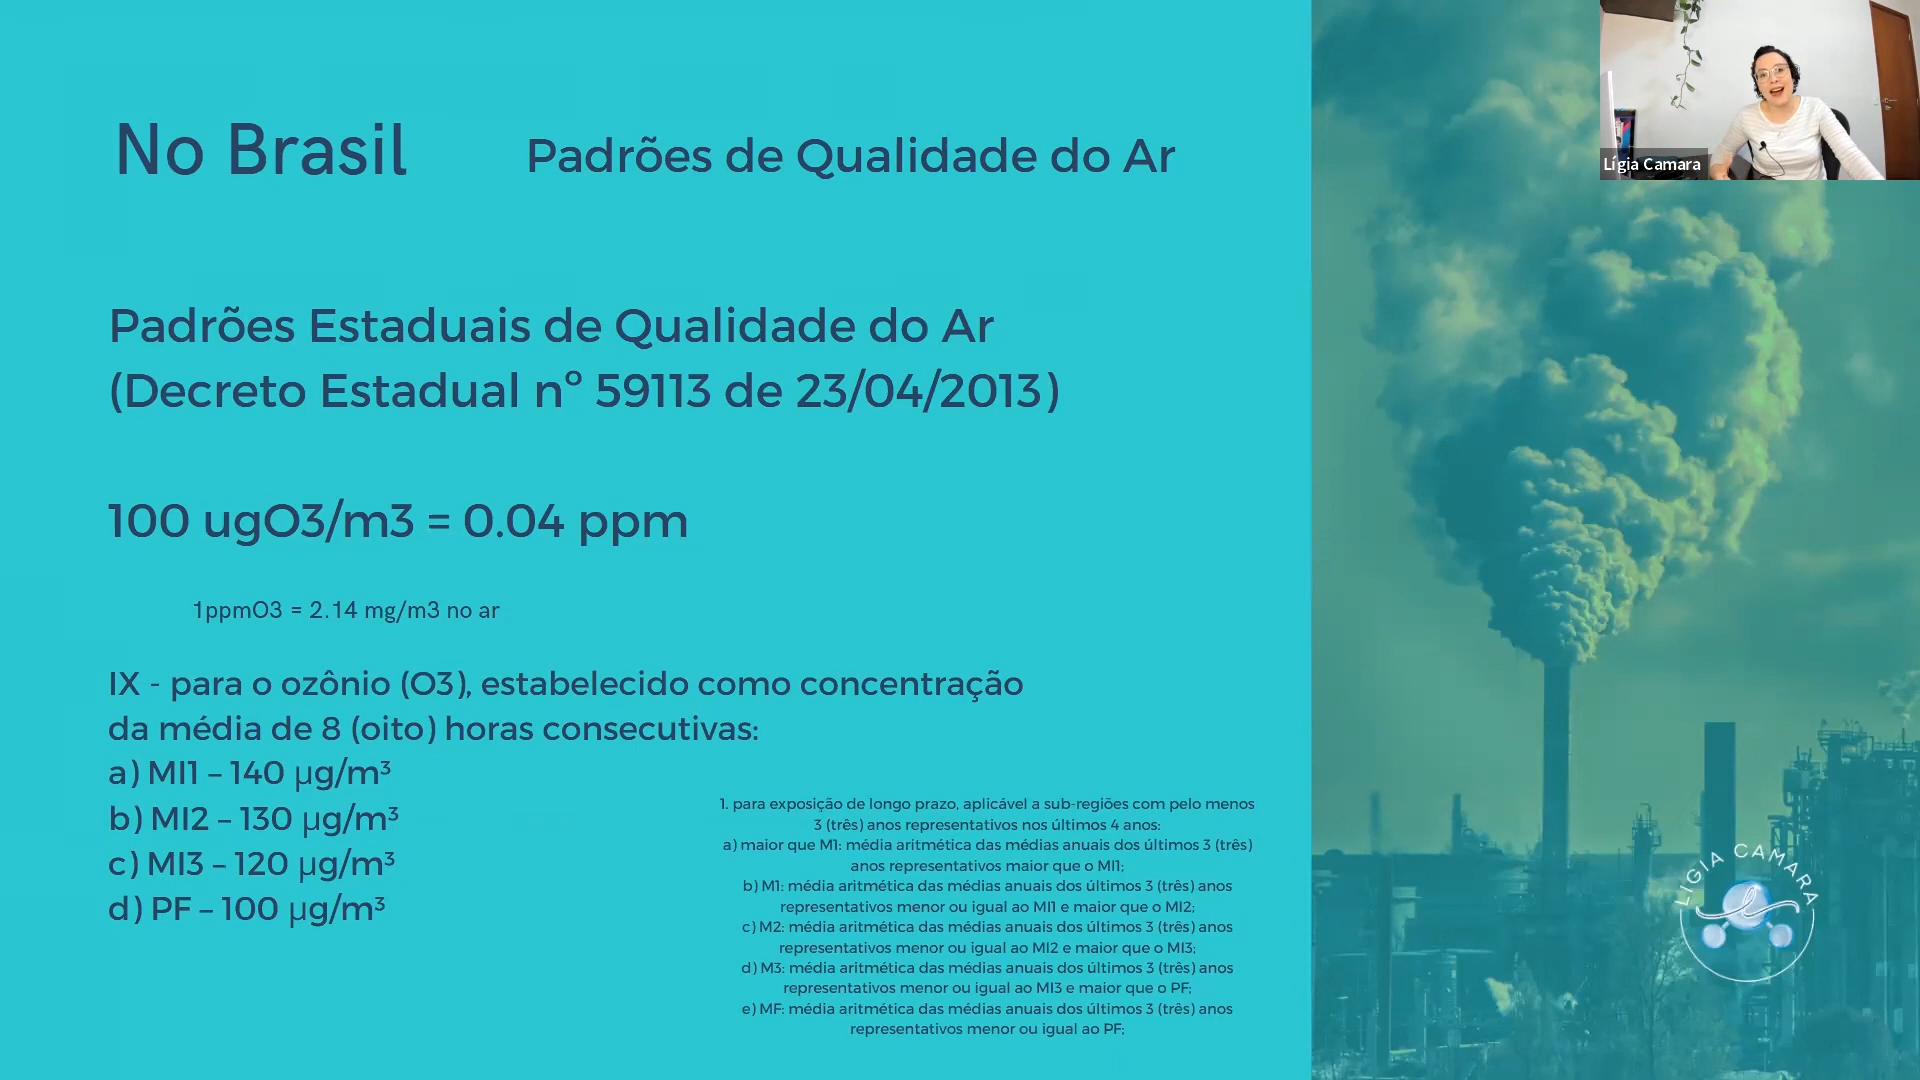 No Brasil
Padrões de Qualidade do Ar
Lígia Camara
Padrões Estaduais de Qualidade do Ar
(Decreto Estadual nº 59113 de 23/04/2013)
100 ugO3/m3 = 0.04 ppm
1ppmO3 = 2.14 mg/m3 no ar
IX - para o ozônio (O3), estabelecido como concentração
da média de 8 (oito) horas consecutivas:
a) MI1 – 140 µg/m³
b) MI2 – 130 µg/m³
c) MI3 – 120 µg/m³
d) PF – 100 µg/m³
1. para exposição de longo prazo, aplicável a sub-regiões com pelo menos
3 (três) anos representativos nos últimos 4 anos:
a) maior que M1: média aritmética das médias anuais dos últimos 3 (três)
anos representativos maior que o MI1;
b) M1: média aritmética das médias anuais dos últimos 3 (três) anos
representativos menor ou igual ao MI1 e maior que o MI2;
c) M2: média aritmética das médias anuais dos últimos 3 (três) anos
representativos menor ou igual ao MI2 e maior que o MI3;
d) M3: média aritmética das médias anuais dos últimos 3 (três) anos
representativos menor ou igual ao MI3 e maior que o PF;
e) MF: média aritmética das médias anuais dos últimos 3 (três) anos
representativos menor ou igual ao PF;
LIGIA CAMARA